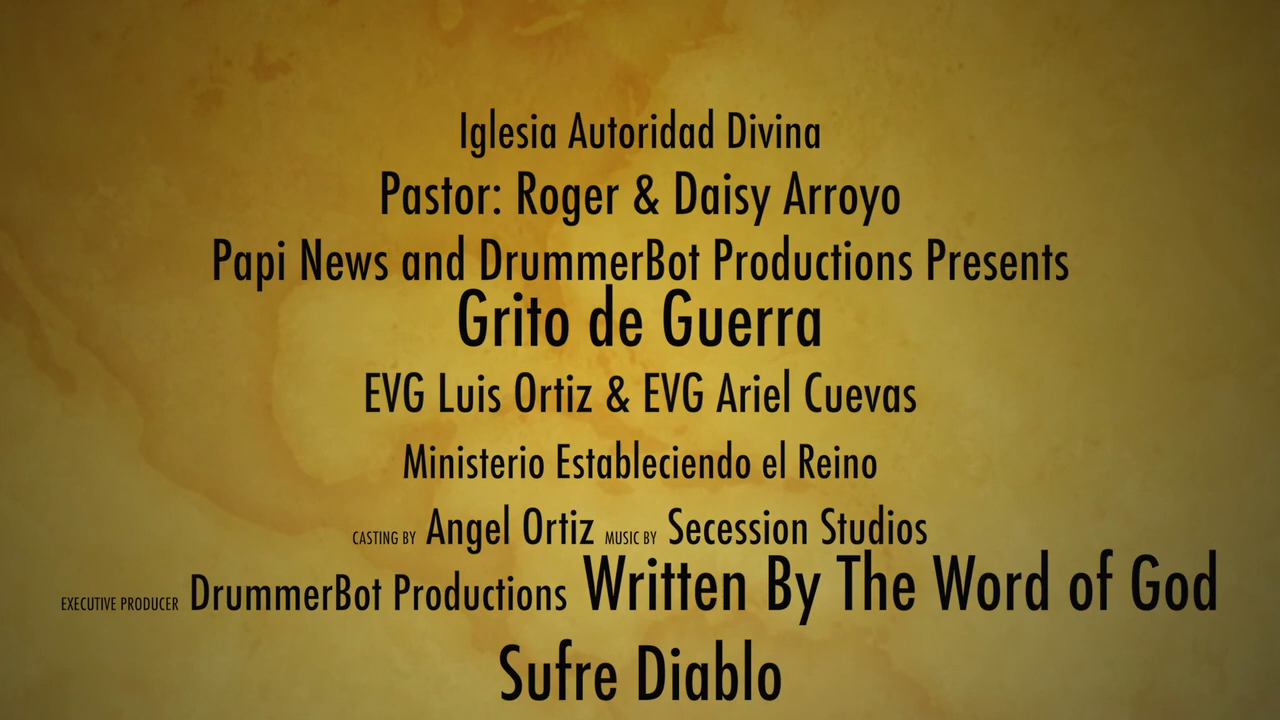 Iglesia Autoridad Divina
Pastor: Roger & Daisy Arroyo
Papi News and DrummerBot Productions Presents
Grito de Guerra
EVG Luis Ortiz & EVG Ariel Cuevas
Ministerio Estableciendo el Reino
CASTING BY Angel Ortiz MUSIC BY Secession Studios
EXECUTIVE PRODUCER DrummerBot Productions Written By The Word of God
Sufre Diablo